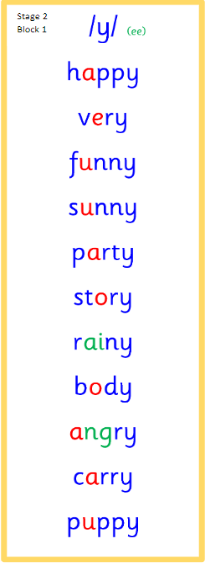 Stage 2
Block 1
/y/ (ee)
happy
very
funny
sunny
party
story
rainy
body
angry
carry
puppy